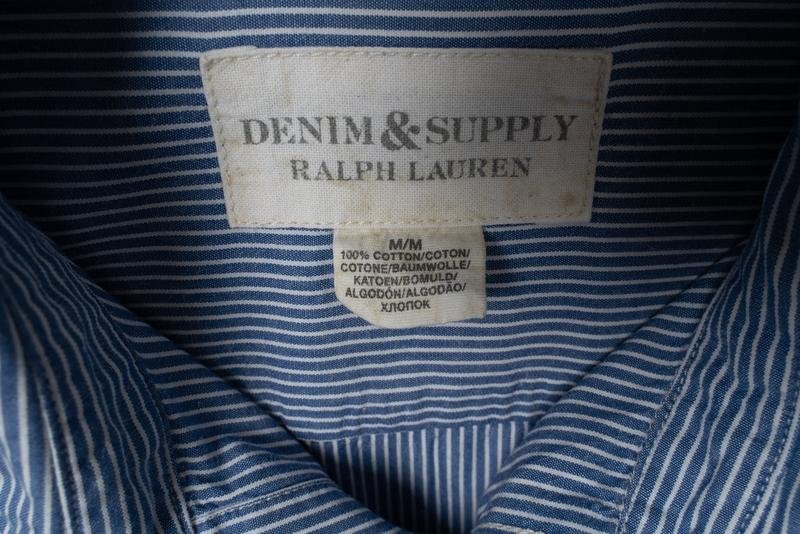 DENIM & SUPPLY
RALPH LAUREN
M/M
100% COTTON/COTON/
COTONE/BAUMWOLLE/
KATOEN/BOMULD/
ALGODÓN/ALGODÃO/
ХЛОПОК